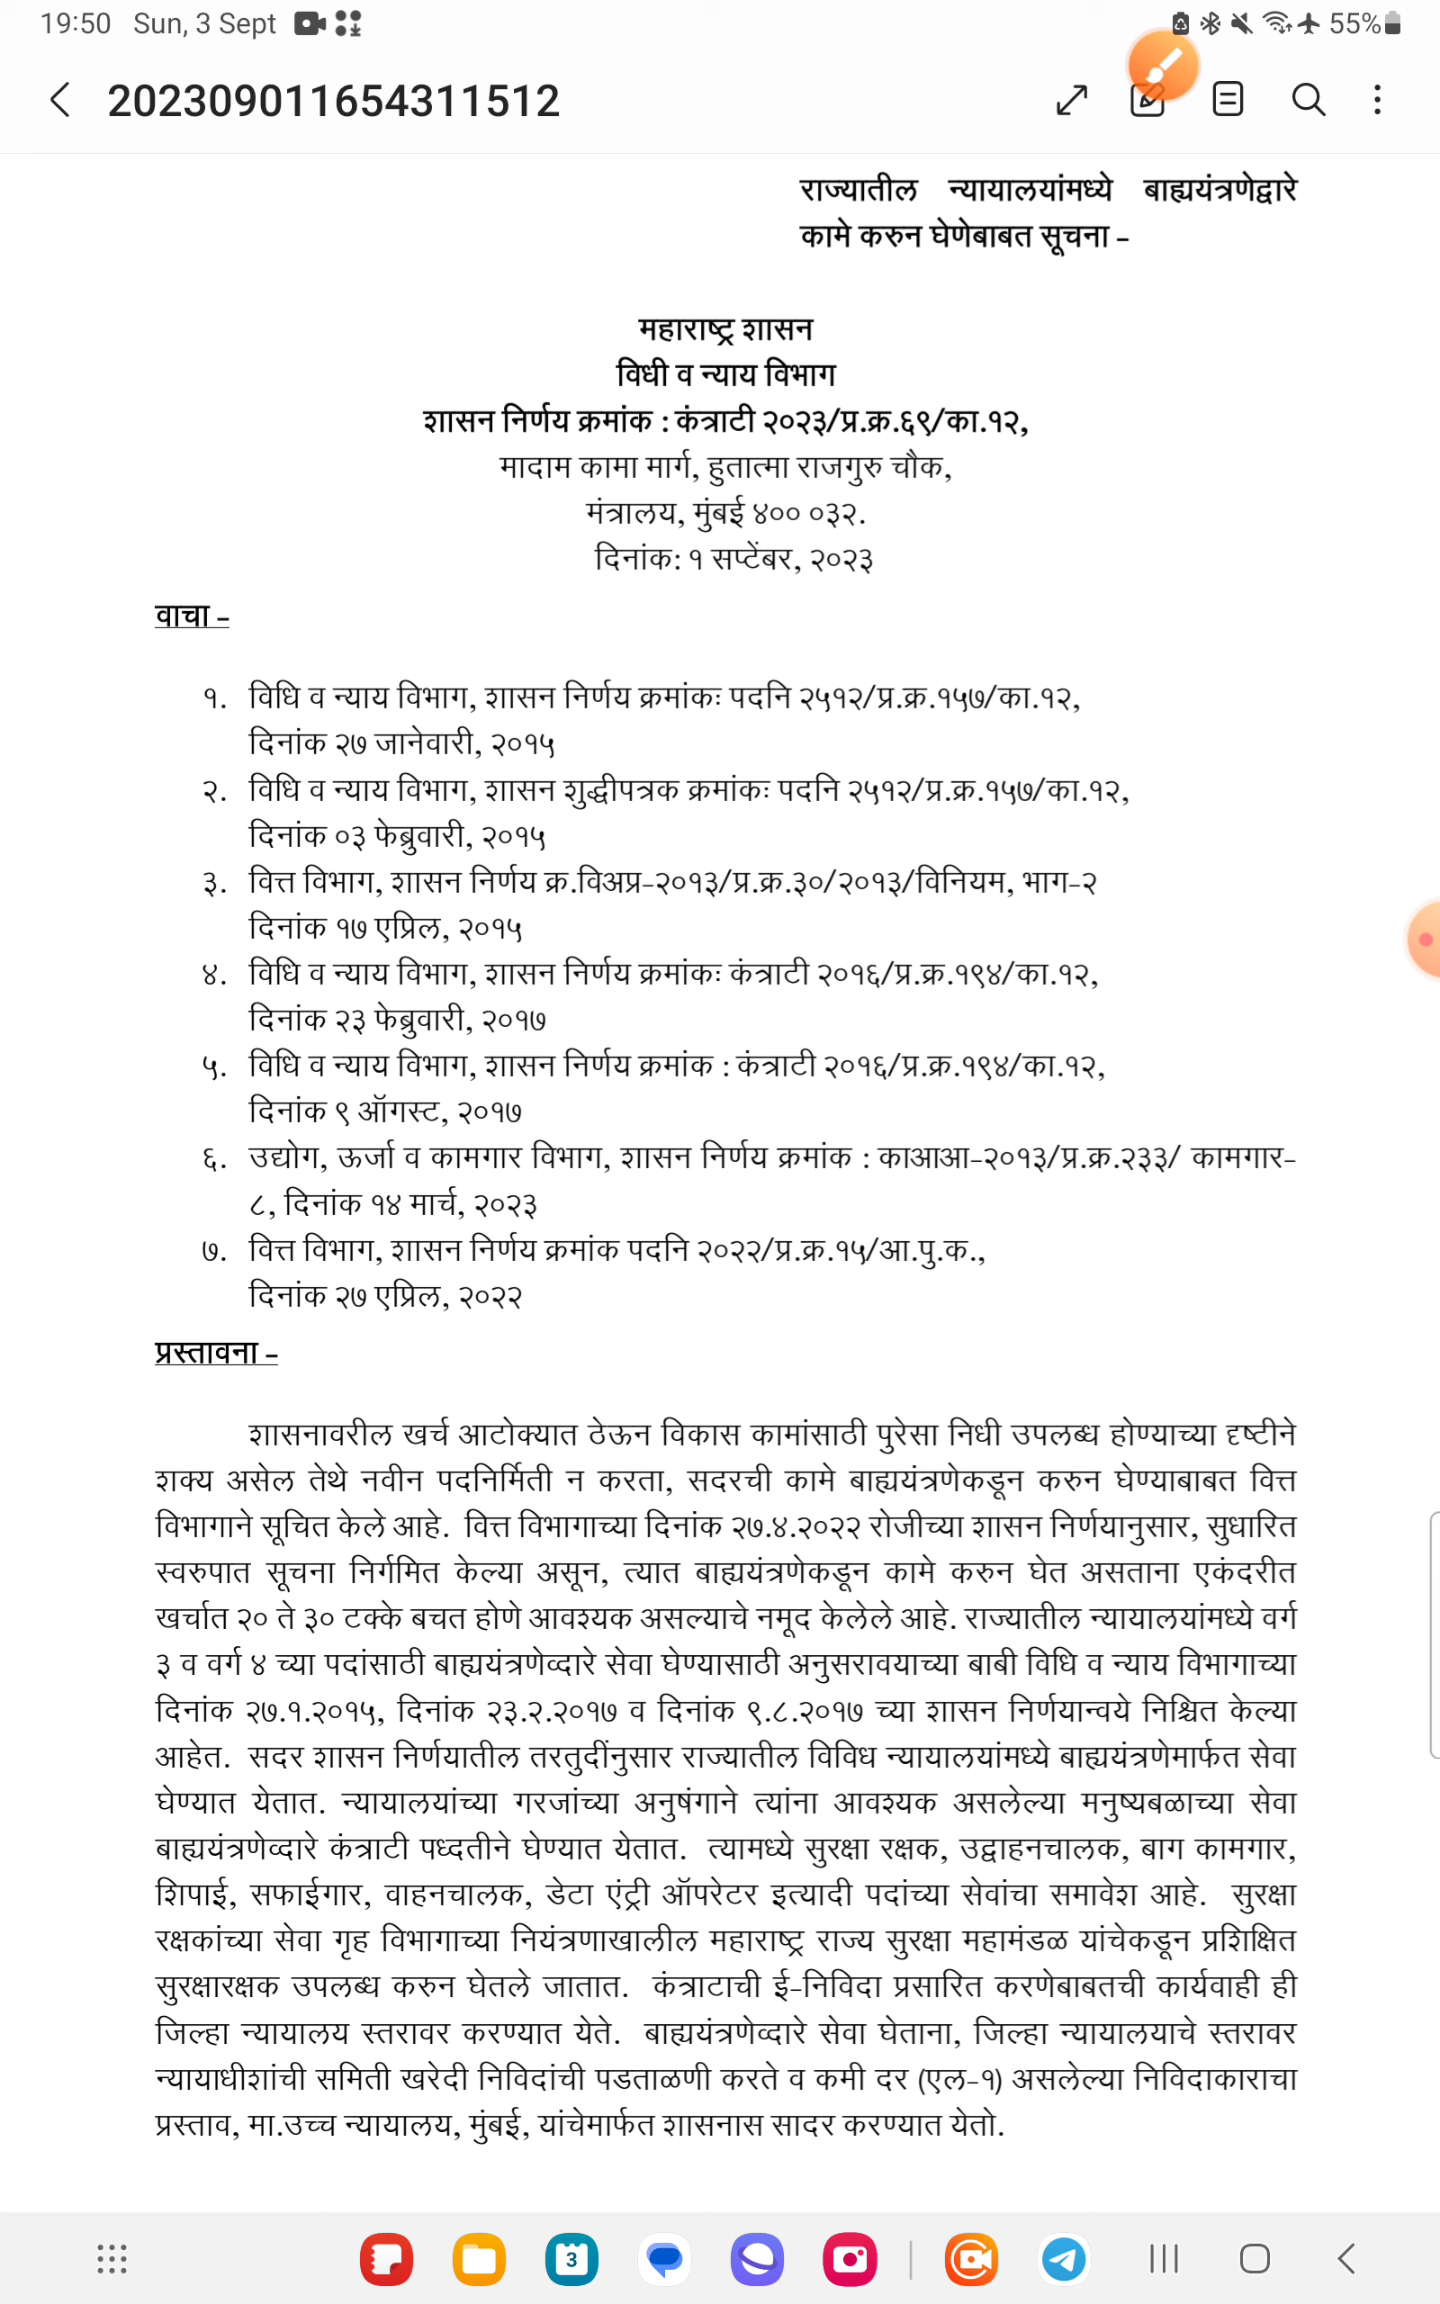 19:50 Sun, 3 Sept
55%
202309011654311512
राज्यातील न्यायालयांमध्ये बाह्ययंत्रणेद्वारे
कामे करुन घेणेबाबत सूचना –
महाराष्ट्र शासन
विधी व न्याय विभाग
शासन निर्णय क्रमांक : कंत्राटी २०२३/प्र.क्र.६९/का.१२,
मादाम कामा मार्ग, हुतात्मा राजगुरु चौक,
मंत्रालय, मुंबई ४०० ०३२.
दिनांक: १ सप्टेंबर, २०२३
वाचा –
१. विधि व न्याय विभाग, शासन निर्णय क्रमांकः पदनि २५१२/प्र.क्र.१५७/का.१२,
दिनांक २७ जानेवारी, २०१५
२. विधि व न्याय विभाग, शासन शुद्धीपत्रक क्रमांकः पदनि २५१२/प्र.क्र.१५७/का.१२,
दिनांक ०३ फेब्रुवारी, २०१५
३. वित्त विभाग, शासन निर्णय क्र.विअप्र–२०१३/प्र.क्र.३०/२०१३/विनियम, भाग–२
दिनांक १७ एप्रिल, २०१५
४. विधि व न्याय विभाग, शासन निर्णय क्रमांकः कंत्राटी २०१६/प्र.क्र.१९४/का.१२,
दिनांक २३ फेब्रुवारी, २०१७
५. विधि व न्याय विभाग, शासन निर्णय क्रमांक : कंत्राटी २०१६/प्र.क्र.१९४/का.१२,
दिनांक ९ ऑगस्ट, २०१७
६. उद्योग, ऊर्जा व कामगार विभाग, शासन निर्णय क्रमांक : काआआ–२०१३/प्र.क्र.२३३/ कामगार–
८, दिनांक १४ मार्च, २०२३
७. वित्त विभाग, शासन निर्णय क्रमांक पदनि २०२२/प्र.क्र.१५/आ.पु.क.,
दिनांक २७ एप्रिल, २०२२
प्रस्तावना –
शासनावरील खर्च आटोक्यात ठेऊन विकास कामांसाठी पुरेसा निधी उपलब्ध होण्याच्या दृष्टीने
शक्य असेल तेथे नवीन पदनिर्मिती न करता, सदरची कामे बाह्ययंत्रणेकडून करुन घेण्याबाबत वित्त
विभागाने सूचित केले आहे. वित्त विभागाच्या दिनांक २७.४.२०२२ रोजीच्या शासन निर्णयानुसार, सुधारित
स्वरुपात सूचना निर्गमित केल्या असून, त्यात बाह्ययंत्रणेकडून कामे करुन घेत असताना एकंदरीत
खर्चात २० ते ३० टक्के बचत होणे आवश्यक असल्याचे नमूद केलेले आहे. राज्यातील न्यायालयांमध्ये वर्ग
३ व वर्ग ४ च्या पदांसाठी बाह्ययंत्रणेव्दारे सेवा घेण्यासाठी अनुसरावयाच्या बाबी विधि व न्याय विभागाच्या
दिनांक २७.१.२०१५, दिनांक २३.२.२०१७ व दिनांक ९.८.२०१७ च्या शासन निर्णयान्वये निश्चित केल्या
आहेत. सदर शासन निर्णयातील तरतुदींनुसार राज्यातील विविध न्यायालयांमध्ये बाह्ययंत्रणेमार्फत सेवा
घेण्यात येतात. न्यायालयांच्या गरजांच्या अनुषंगाने त्यांना आवश्यक असलेल्या मनुष्यबळाच्या सेवा
बाह्ययंत्रणेव्दारे कंत्राटी पध्दतीने घेण्यात येतात. त्यामध्ये सुरक्षा रक्षक, उद्वाहनचालक, बाग कामगार,
शिपाई, सफाईगार, वाहनचालक, डेटा एंट्री ऑपरेटर इत्यादी पदांच्या सेवांचा समावेश आहे. सुरक्षा
रक्षकांच्या सेवा गृह विभागाच्या नियंत्रणाखालील महाराष्ट्र राज्य सुरक्षा महामंडळ यांचेकडून प्रशिक्षित
सुरक्षारक्षक उपलब्ध करुन घेतले जातात. कंत्राटाची ई–निविदा प्रसारित करणेबाबतची कार्यवाही ही
जिल्हा न्यायालय स्तरावर करण्यात येते. बाह्ययंत्रणेव्दारे सेवा घेताना, जिल्हा न्यायालयाचे स्तरावर
न्यायाधीशांची समिती खरेदी निविदांची पडताळणी करते व कमी दर (एल–१) असलेल्या निविदाकाराचा
प्रस्ताव, मा.उच्च न्यायालय, मुंबई, यांचेमार्फत शासनास सादर करण्यात येतो.
3